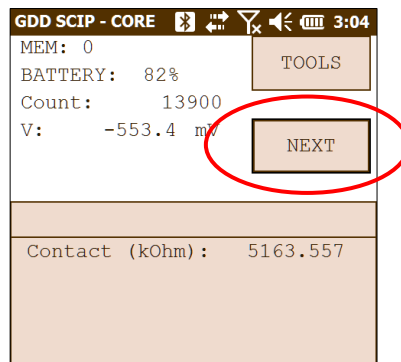 GDD SCIP - CORE 3:04
MEM: 0
TOOLS
BATTERY: 82%
Count: 13900
V: -553.4 mV
NEXT
Contact (kOhm): 5163.557